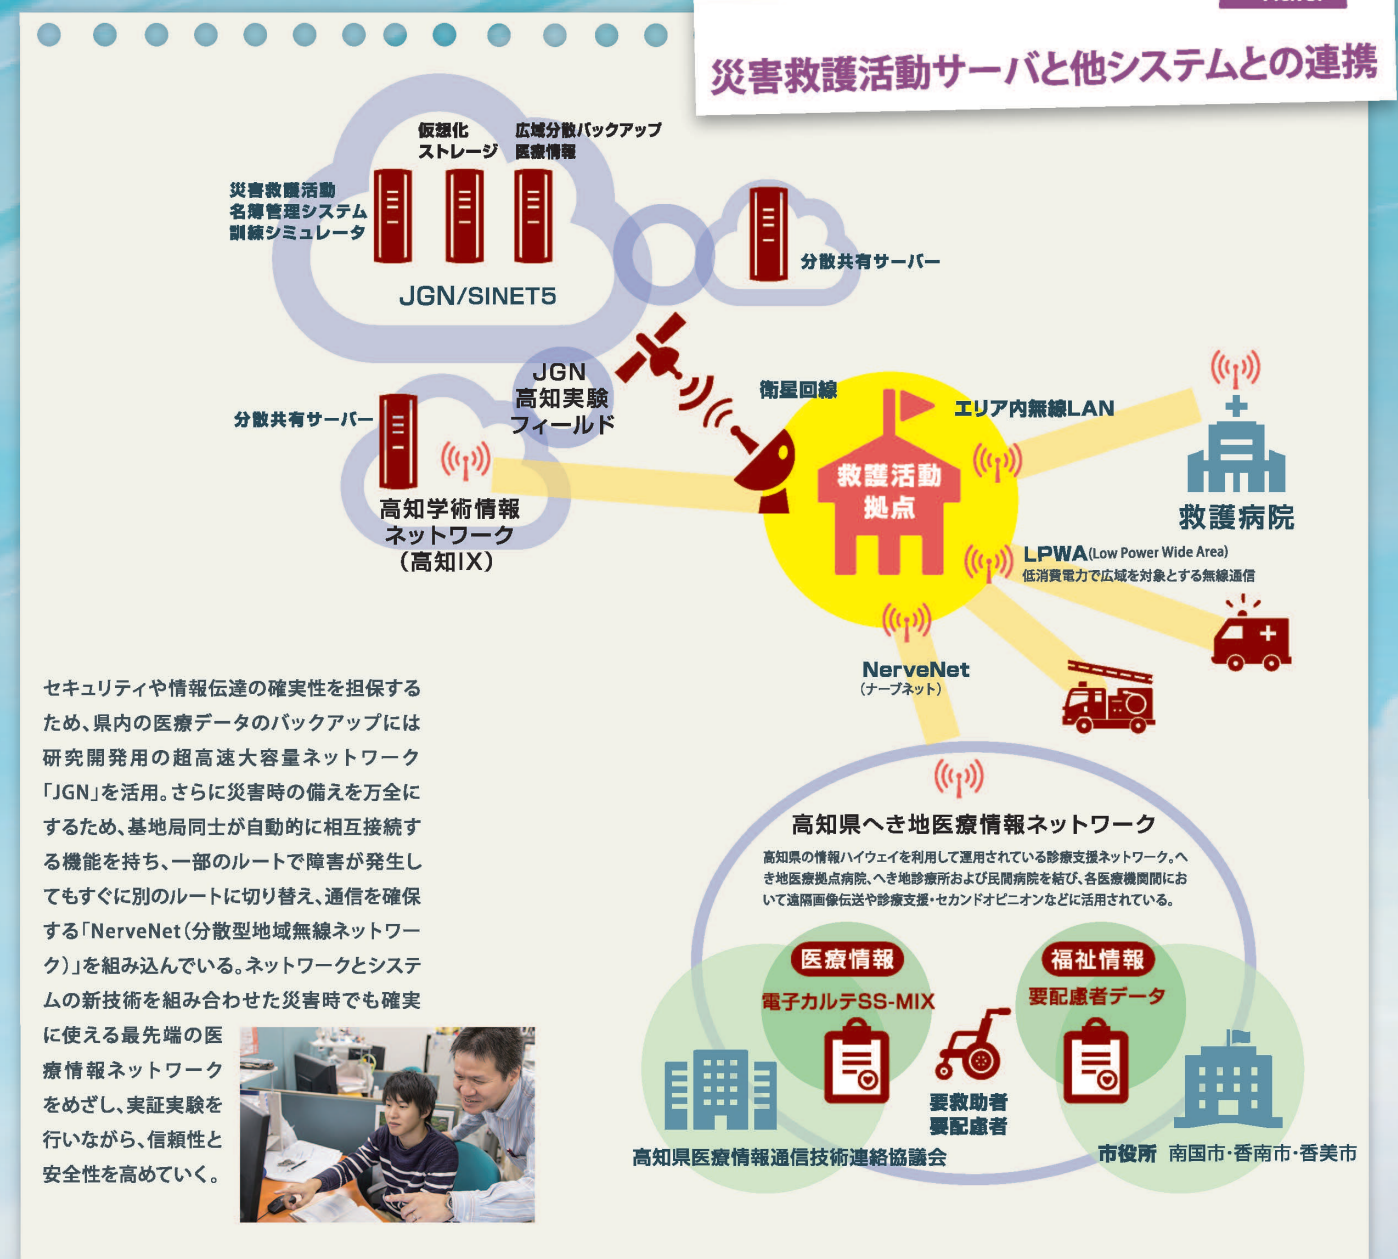 災害救護活動サーバと他システムとの連携
仮想化
ストレージ
広域分散バックアップ
医療情報
災害救護活動
名簿管理システム
訓練シミュレータ
JGN/SINET5
分散共有サーバー
JGN
高知実験
フィールド
分散共有サーバー
高知学術情報
ネットワーク
(高知IX)
衛星回線
救護活動
拠点
エリア内無線LAN
救護病院
LPWA(Low Power Wide Area)
低消費電力で広域を対象とする無線通信
NerveNet
(ナーブネット)
セキュリティや情報伝達の確実性を担保する
ため、県内の医療データのバックアップには
研究開発用の超高速大容量ネットワーク
「JGN」を活用。さらに災害時の備えを万全に
するため、基地局同士が自動的に相互接続す
る機能を持ち、一部のルートで障害が発生し
てもすぐに別のルートに切り替え、通信を確保
する「NerveNet(分散型地域無線ネットワー
ク)」を組み込んでいる。ネットワークとシステ
ムの新技術を組み合わせた災害時でも確実
に使える最先端の医
療情報ネットワーク
をめざし、実証実験を
行いながら、信頼性と
安全性を高めていく。
高知県へき地医療情報ネットワーク
高知県の情報ハイウェイを利用して運用されている診療支援ネットワーク。へ
き地医療拠点病院、へき地診療所および民間病院を結び、各医療機関間にお
いて遠隔画像伝送や診療支援・セカンドオピニオンなどに活用されている。
医療情報
電子カルテSS-MIX
福祉情報
要配慮者データ
要救助者
要配慮者
高知県医療情報通信技術連絡協議会
市役所 南国市・香南市・香美市